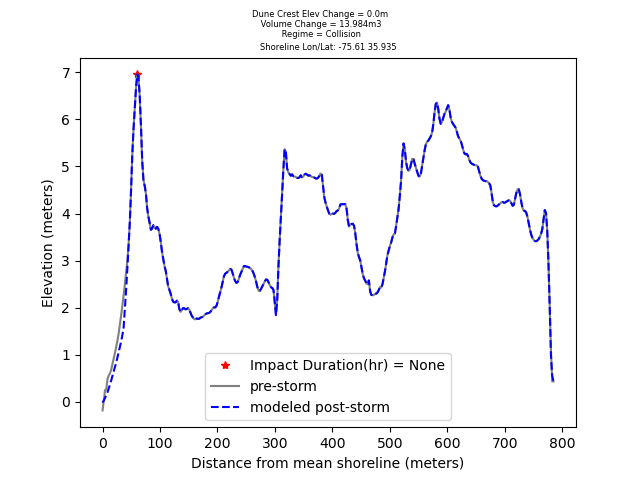 Dune Crest Elev Change = 0.0m
Volume Change = 13.984m3
Regime = Collision
Shoreline Lon/Lat: -75.61 35.935
7
6
5
4
3
2
1
0
Elevation (meters)
Impact Duration(hr) = None
pre-storm
modeled post-storm
0 100 200 300 400 500 600 700 800
Distance from mean shoreline (meters)